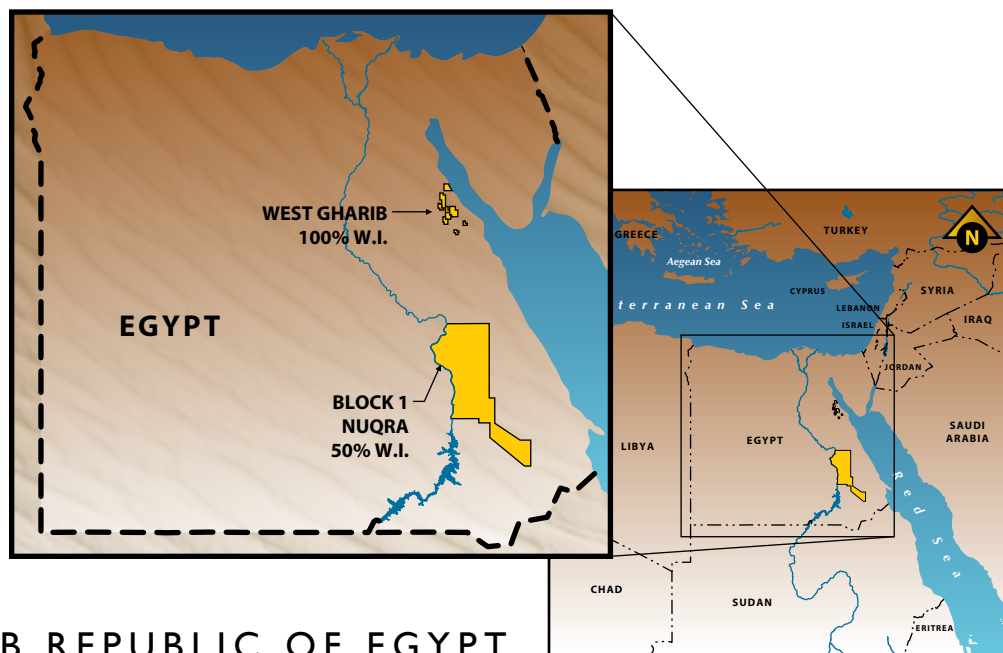 WEST GHARIB
100% W.I.
EGYPT
BLOCK 1
NUQRA
50% W.I.
GREECE
TURKEY
N
Aegean Sea
CYPRUS
SYRIA
terranean Sea
LEBANON
ISRAEL
IRAQ
JORDAN
LIBYA
EGYPT
SAUDI
ARABIA
Red Sea
CHAD
SUDAN
ERITREA
B REPUBLIC OF EGYPT